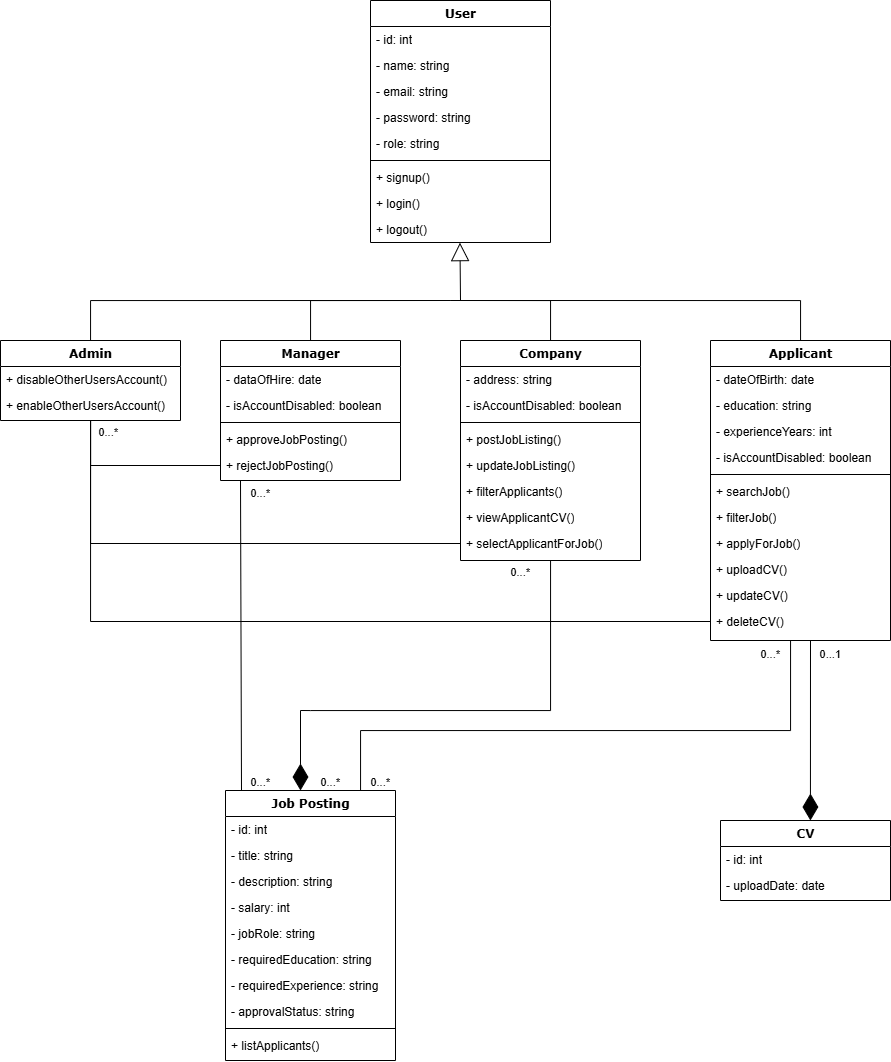 User
- id: int
- name: string
- email: string
- password: string
- role: string
+ signup()
+ login()
+ logout()
Admin
+ disableOtherUsersAccount()
+ enableOtherUsersAccount()
0...*
Manager
- dataOfHire: date
- isAccountDisabled: boolean
+ approveJobPosting()
+ rejectJobPosting()
0...*
Company
- address: string
- isAccountDisabled: boolean
+ postJobListing()
+ updateJobListing()
+ filterApplicants()
+ viewApplicantCV()
+ selectApplicantForJob()
0...*
Applicant
- dateOfBirth: date
- education: string
- experienceYears: int
- isAccountDisabled: boolean
+ searchJob()
+ filterJob()
+ applyForJob()
+ uploadCV()
+ updateCV()
+ deleteCV()
0...*
0...1
0...*
0...*
0...*
Job Posting
- id: int
- title: string
- description: string
- salary: int
- jobRole: string
- requiredEducation: string
- requiredExperience: string
- approvalStatus: string
+ listApplicants()
CV
- id: int
- uploadDate: date